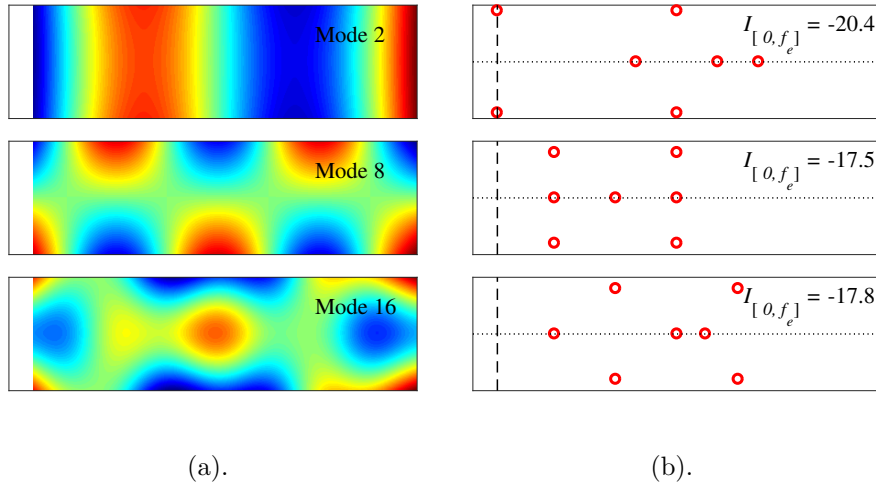 Mode 2
I[ 0, fe] = -20.4
Mode 8
I[ 0, fe] = -17.5
Mode 16
I[ 0, fe] = -17.8
(a).
(b).